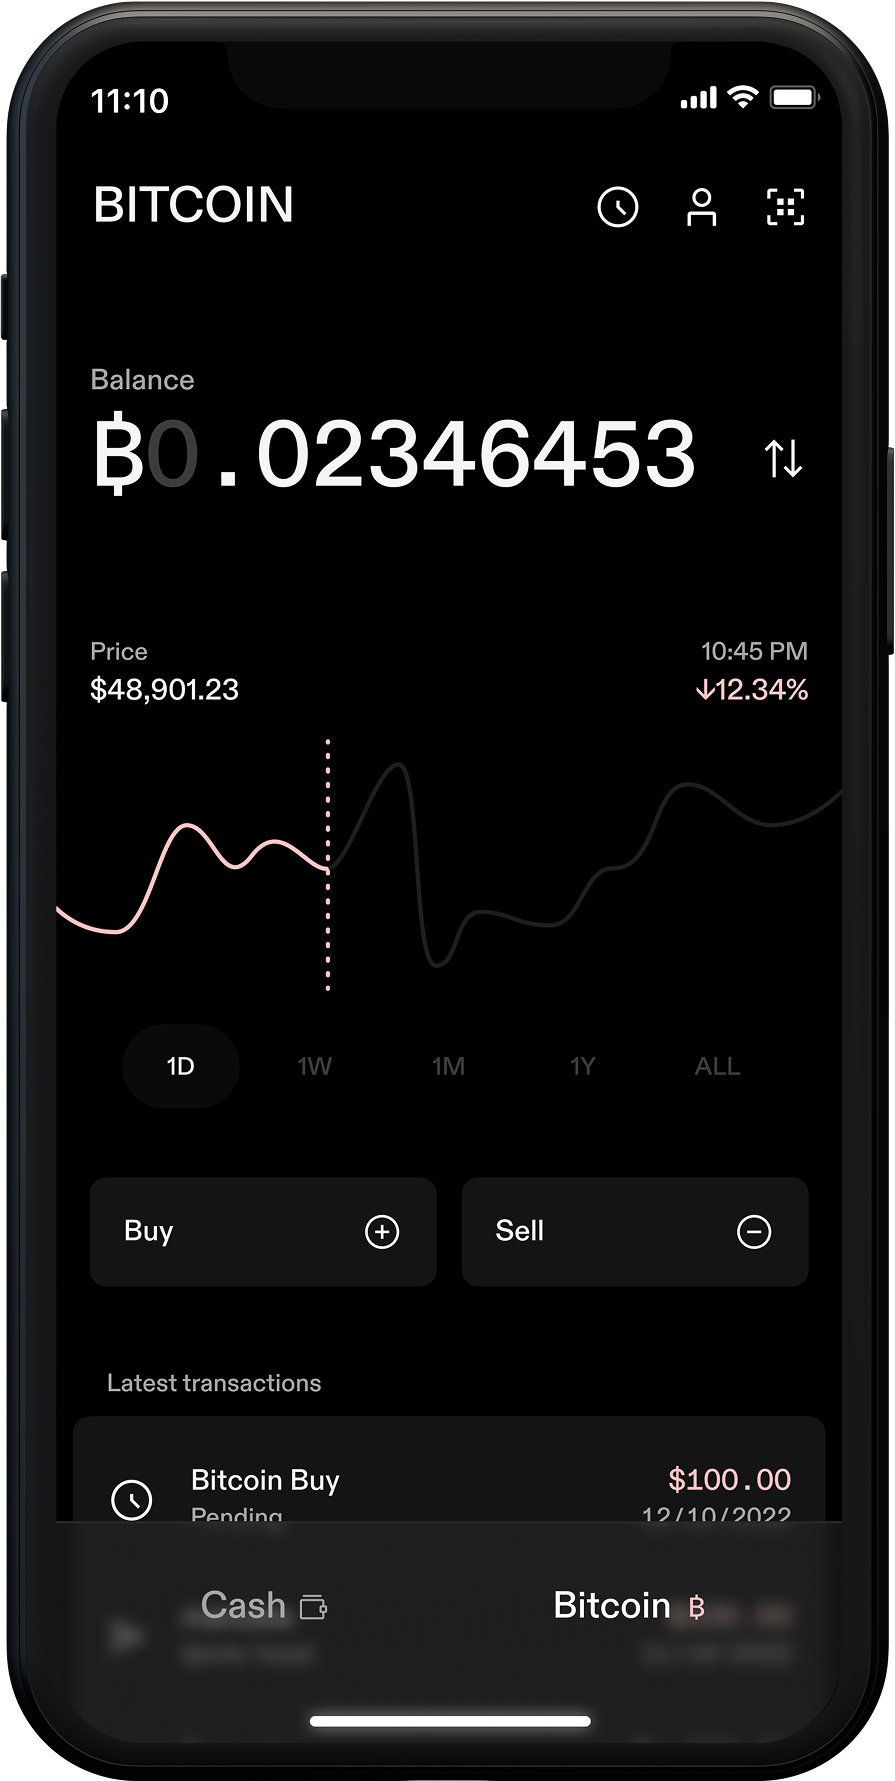 11:10
BITCOIN
Balance
₿0.02346453
Price
10:45 PM
$48,901.23
↓12.34%
1D 1W 1M 1Y ALL
Buy
Sell
Latest transactions
Bitcoin Buy
$100.00
Pending
12/10/2022
Cash
Bitcoin ₿